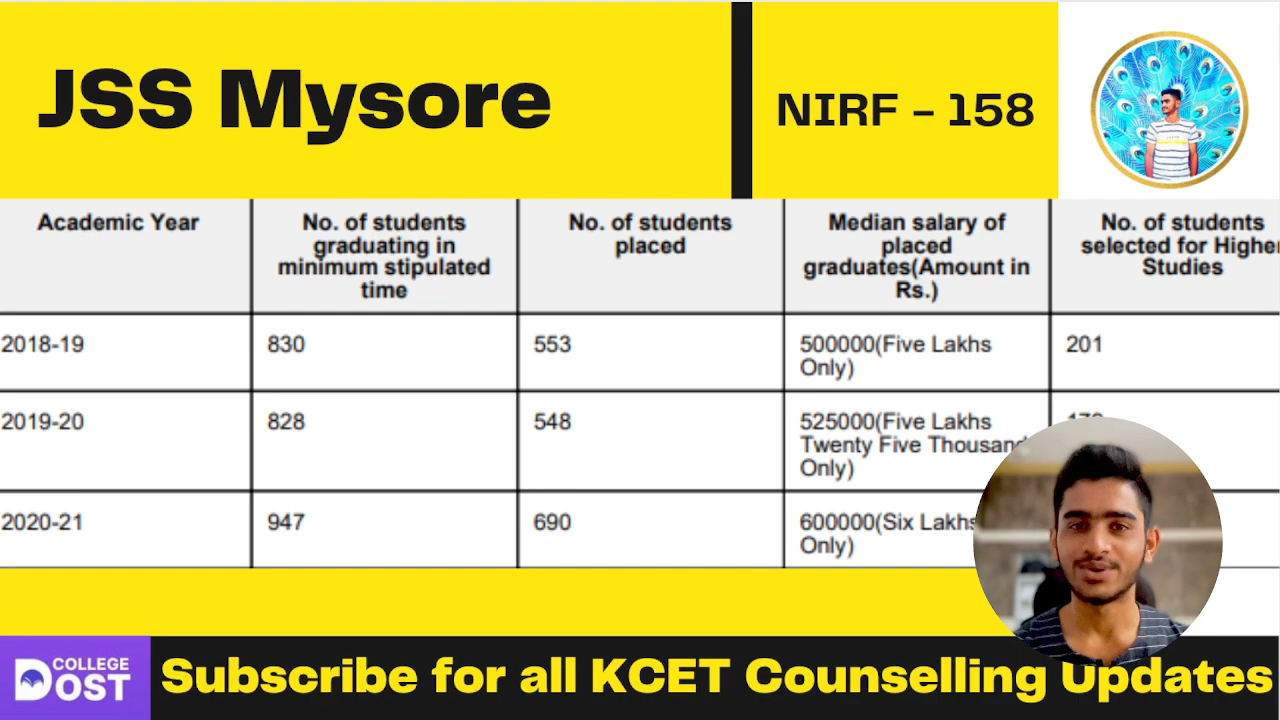 JSS Mysore
NIRF – 158
Academic Year
No. of students
graduating in
minimum stipulated
time
No. of students
placed
Median salary of
placed
graduates(Amount in
Rs.)
No. of students
selected for Higher
Studies
2018-19
830
553
500000(Five Lakhs
Only)
201
2019-20
828
548
525000(Five Lakhs
Twenty Five Thousand
Only)
2020-21
947
690
600000(Six Lakhs
Only)
COLLEGE
DOST
Subscribe for all KCET Counselling Updates